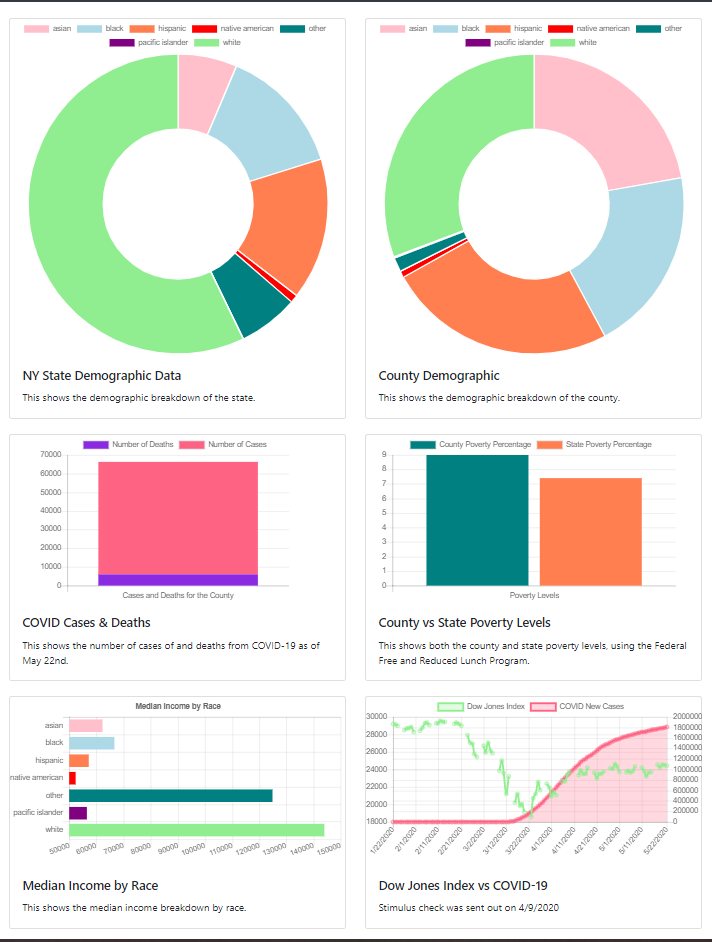 asian black hispanic native american other
pacific islander white
NY State Demographic Data
This shows the demographic breakdown of the state.
asian black hispanic native american other
pacific islander white
County Demographic
This shows the demographic breakdown of the county.
Number of Deaths Number of Cases
70000
60000
50000
40000
30000
20000
10000
0
Cases and Deaths for the County
COVID Cases & Deaths
This shows the number of cases of and deaths from COVID-19 as of
May 22nd.
County Poverty Percentage State Poverty Percentage
9
8
7
6
5
4
3
2
1
0
Poverty Levels
County vs State Poverty Levels
This shows both the county and state poverty levels, using the Federal
Free and Reduced Lunch Program.
Median Income by Race
asian
black
hispanic
native american
other
pacific islander
white
50000 60000 70000 80000 90000 100000 110000 120000 130000 140000 150000
Median Income by Race
This shows the median income breakdown by race.
Dow Jones Index COVID New Cases
30000
28000
26000
24000
22000
20000
18000
2000000
1800000
1600000
1400000
1200000
1000000
800000
600000
400000
200000
0
1/22/2020 2/1/2020 2/11/2020 2/21/2020 3/2/2020 3/12/2020 3/22/2020 4/1/2020 4/11/2020 4/21/2020 5/1/2020 5/11/2020 5/22/2020
Dow Jones Index vs COVID-19
Stimulus check was sent out on 4/9/2020